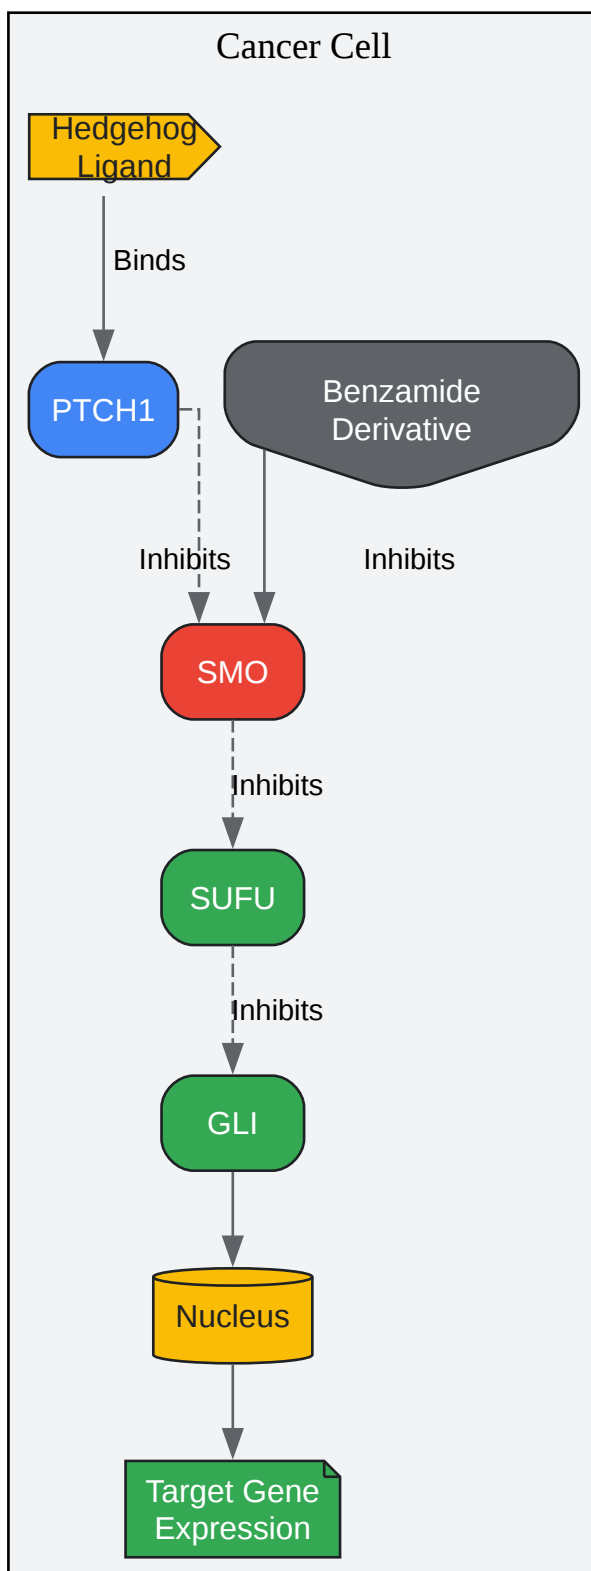 Cancer Cell
Hedgehog
Ligand
Binds
PTCH1
Benzamide
Derivative
Inhibits
Inhibits
SMO
Inhibits
SUFU
Inhibits
GLI
Nucleus
Target Gene
Expression